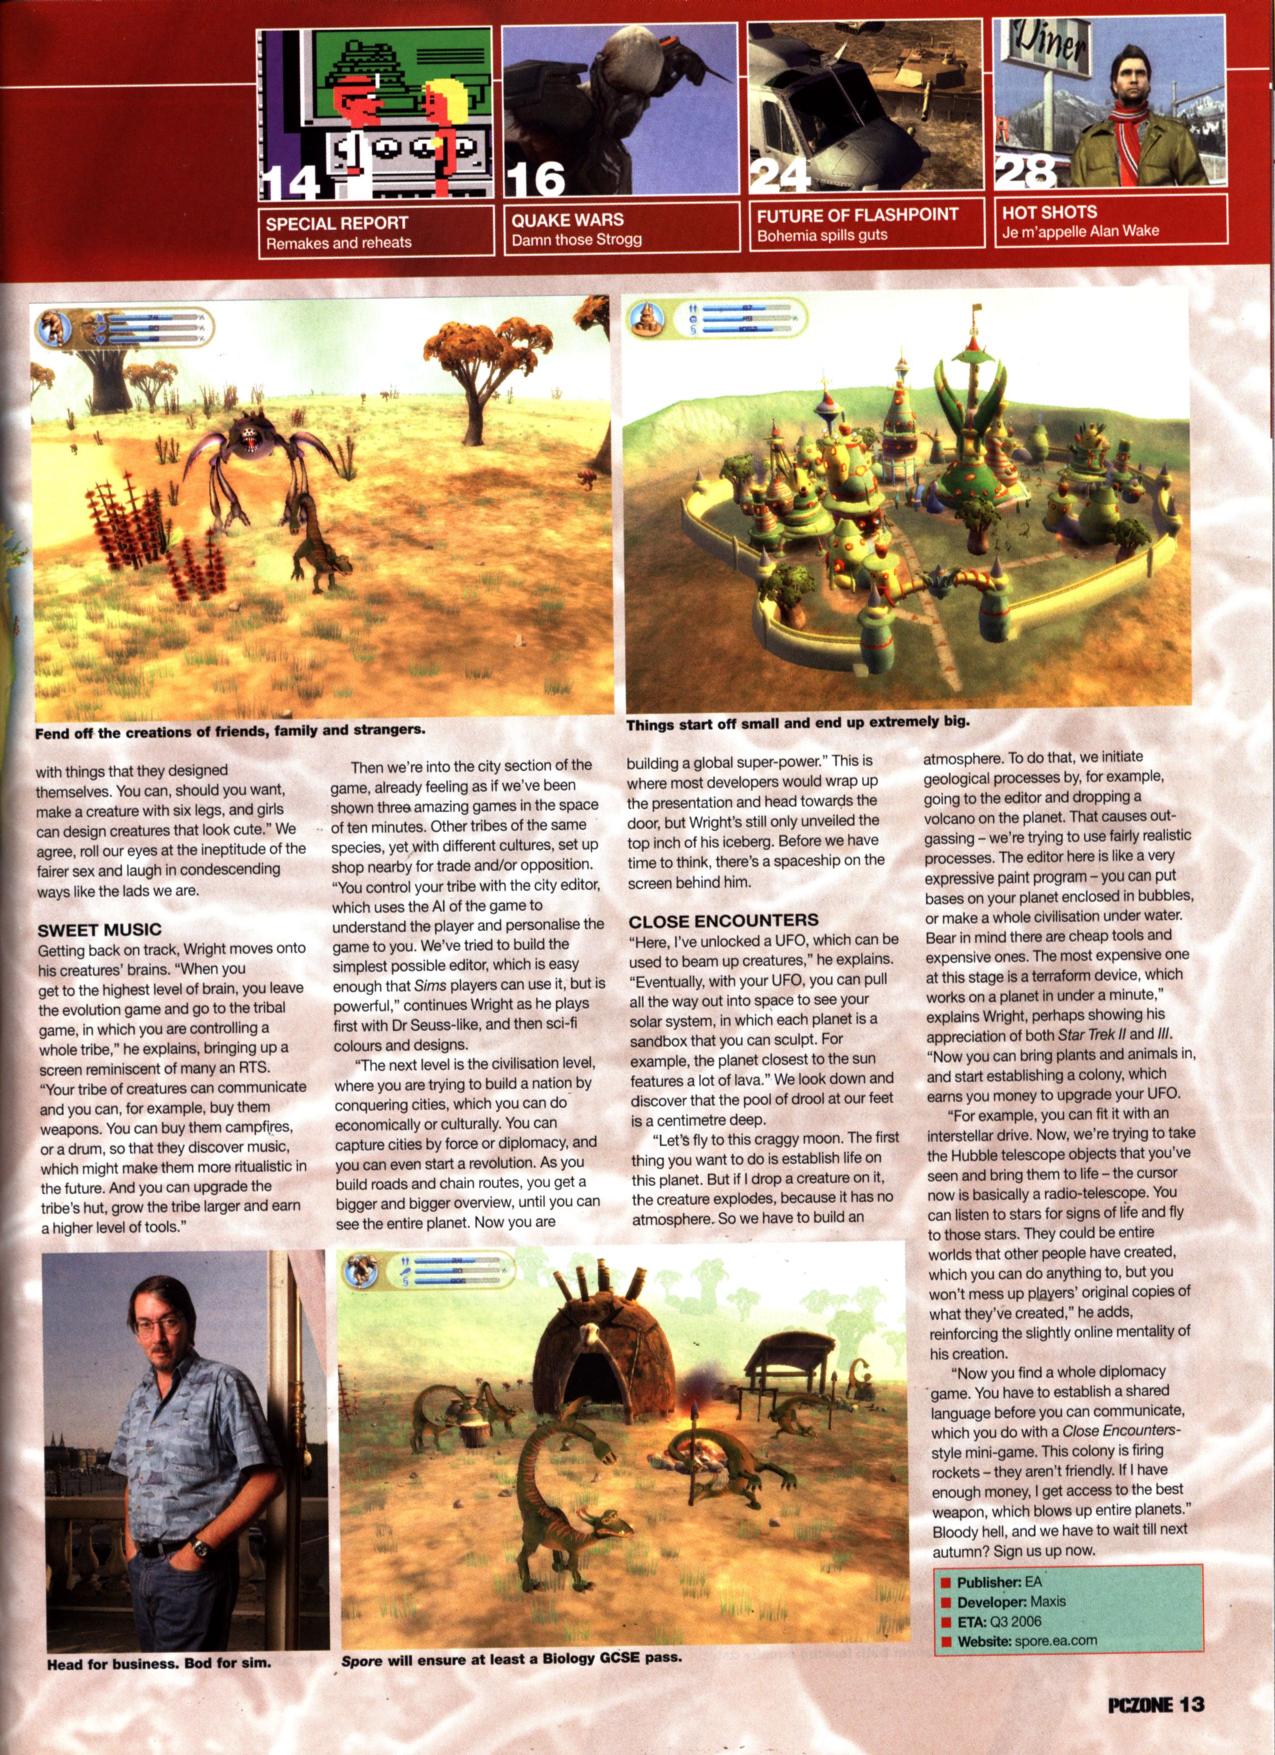 14
SPECIAL REPORT
Remakes and reheats
16
QUAKE WARS
Damn those Strogg
24
FUTURE OF FLASHPOINT
Bohemia spills guts
Diner
28
HOT SHOTS
Je m'appelle Alan Wake
Fend off the creations of friends, family and strangers.
Things start off small and end up extremely big.
with things that they designed
themselves. You can, should you want,
make a creature with six legs, and girls
can design creatures that look cute.” We
agree, roll our eyes at the ineptitude of the
fairer sex and laugh in condescending
ways like the lads we are.
SWEET MUSIC
Getting back on track, Wright moves onto
his creatures’ brains. “When you
get to the highest level of brain, you leave
the evolution game and go to the tribal
game, in which you are controlling a
whole tribe,” he explains, bringing up a
screen reminiscent of many an RTS.
“Your tribe of creatures can communicate
and you can, for example, buy them
weapons. You can buy them campfires,
or a drum, so that they discover music,
which might make them more ritualistic in
the future. And you can upgrade the
tribe’s hut, grow the tribe larger and earn
a higher level of tools.”
Then we’re into the city section of the
game, already feeling as if we’ve been
shown three amazing games in the space
of ten minutes. Other tribes of the same
species, yet with different cultures, set up
shop nearby for trade and/or opposition.
“You control your tribe with the city editor,
which uses the AI of the game to
understand the player and personalise the
game to you. We’ve tried to build the
simplest possible editor, which is easy
enough that Sims players can use it, but is
powerful,” continues Wright as he plays
first with Dr Seuss-like, and then sci-fi
colours and designs.
“The next level is the civilisation level,
where you are trying to build a nation by
conquering cities, which you can do
economically or culturally. You can
capture cities by force or diplomacy, and
you can even start a revolution. As you
build roads and chain routes, you get a
bigger and bigger overview, until you can
see the entire planet. Now you are
building a global super-power.” This is
where most developers would wrap up
the presentation and head towards the
door, but Wright’s still only unveiled the
top inch of his iceberg. Before we have
time to think, there’s a spaceship on the
screen behind him.
CLOSE ENCOUNTERS
“Here, I’ve unlocked a UFO, which can be
used to beam up creatures,” he explains.
“Eventually, with your UFO, you can pull
all the way out into space to see your
solar system, in which each planet is a
sandbox that you can sculpt. For
example, the planet closest to the sun
features a lot of lava.” We look down and
discover that the pool of drool at our feet
is a centimetre deep.
“Let’s fly to this craggy moon. The first
thing you want to do is establish life on
this planet. But if I drop a creature on it,
the creature explodes, because it has no
atmosphere. So we have to build an
atmosphere. To do that, we initiate
geological processes by, for example,
going to the editor and dropping a
volcano on the planet. That causes out-
gassing – we’re trying to use fairly realistic
processes. The editor here is like a very
expressive paint program – you can put
bases on your planet enclosed in bubbles,
or make a whole civilisation under water.
Bear in mind there are cheap tools and
expensive ones. The most expensive one
at this stage is a terraform device, which
works on a planet in under a minute,”
explains Wright, perhaps showing his
appreciation of both Star Trek II and III.
“Now you can bring plants and animals in,
and start establishing a colony, which
earns you money to upgrade your UFO.
“For example, you can fit it with an
interstellar drive. Now, we’re trying to take
the Hubble telescope objects that you’ve
seen and bring them to life – the cursor
now is basically a radio-telescope. You
can listen to stars for signs of life and fly
to those stars. They could be entire
worlds that other people have created,
which you can do anything to, but you
won’t mess up players’ original copies of
what they’ve created,” he adds,
reinforcing the slightly online mentality of
his creation.
“Now you find a whole diplomacy
game. You have to establish a shared
language before you can communicate,
which you do with a Close Encounters-
style mini-game. This colony is firing
rockets – they aren’t friendly. If I have
enough money, I get access to the best
weapon, which blows up entire planets.”
Bloody hell, and we have to wait till next
autumn? Sign us up now.
Head for business. Bod for sim.
Spore will ensure at least a Biology GCSE pass.
Publisher: EA
Developer: Maxis
ETA: Q3 2006
Website: spore.ea.com
PCZONE 13